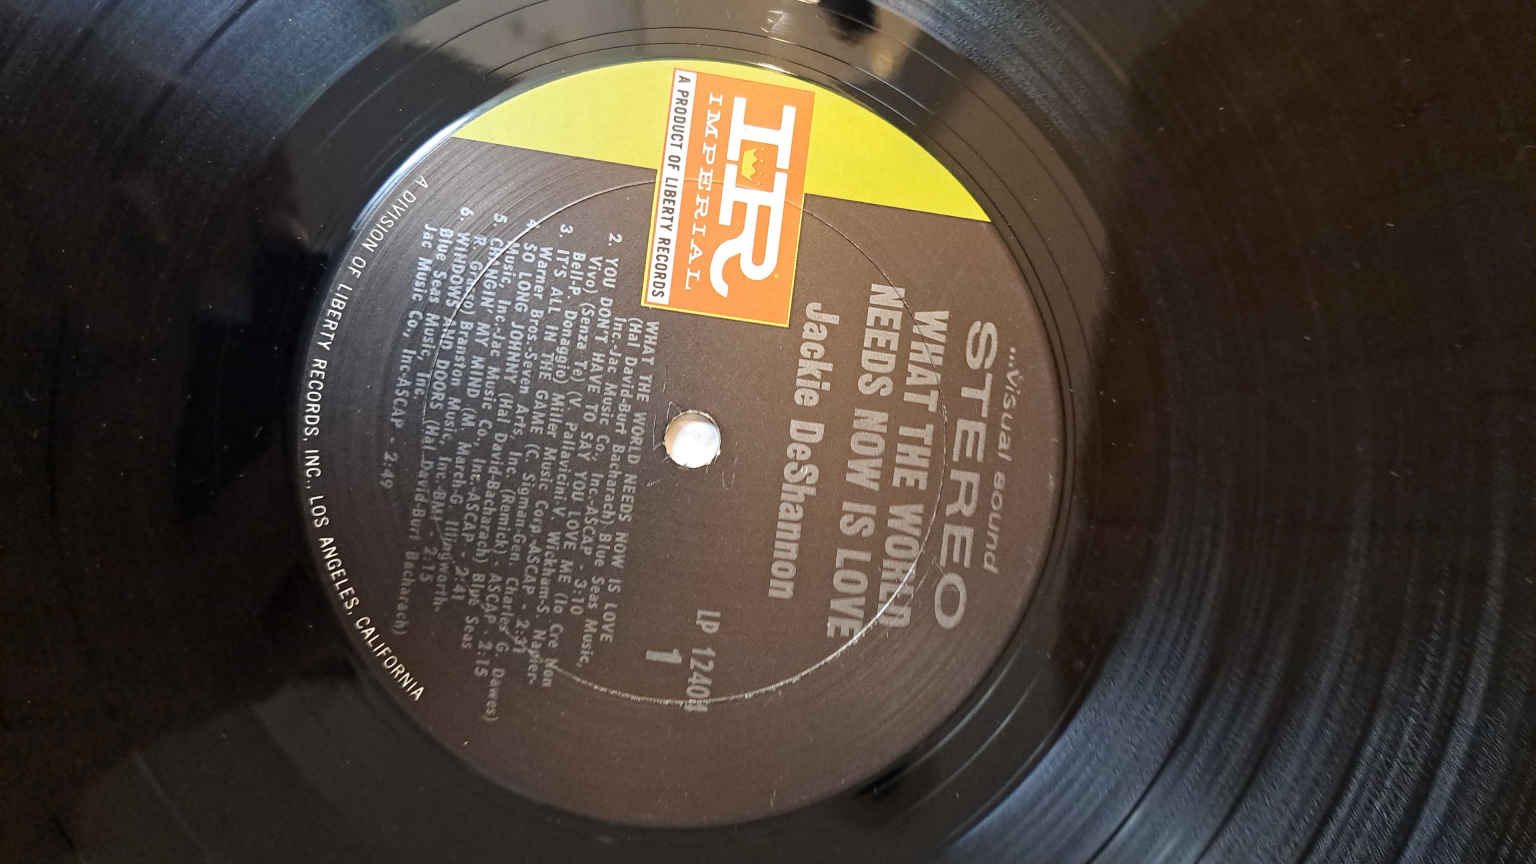 ...Visual sound
STEREO
WHAT THE WORLD
NEEDS NOW IS LOVE
Jackie DeShannon
IR
IMPERIAL
A PRODUCT OF LIBERTY RECORDS
LP 12404
1
WHAT THE WORLD NEEDS NOW IS LOVE
(Hal David-Burt Bacharach) Blue Seas Music,
Inc.-Jac Music Co., Inc.-ASCAP - 3:10
2. YOU DON'T HAVE TO SAY YOU LOVE ME (Io Che Non
Vivo) (Senza Te) (V. Pallavicini-V. Wickham-S. Napier-
Bell-P. Donaggio) Miller Music Corp.-ASCAP - 2:31
3. IT'S ALL IN THE GAME (C. Sigman-Gen. Charles G. Dawes)
Warner Bros.-Seven Arts, Inc. (Remick) - ASCAP - 2:15
4. SO LONG JOHNNY (Hal David-Bacharach) Blue Seas
Music, Inc.-Jac Music Co., Inc.-ASCAP - 2:41
5. CHANGIN' MY MIND (M. March-G. Illingworth-
R. Grasso) Branston Music, Inc.-BMI - 2:15
6. WINDOWS AND DOORS (Hal David-Burt Bacharach)
Blue Seas Music, Inc.
Jac Music Co., Inc-ASCAP - 2:49
A DIVISION OF LIBERTY RECORDS, INC., LOS ANGELES, CALIFORNIA